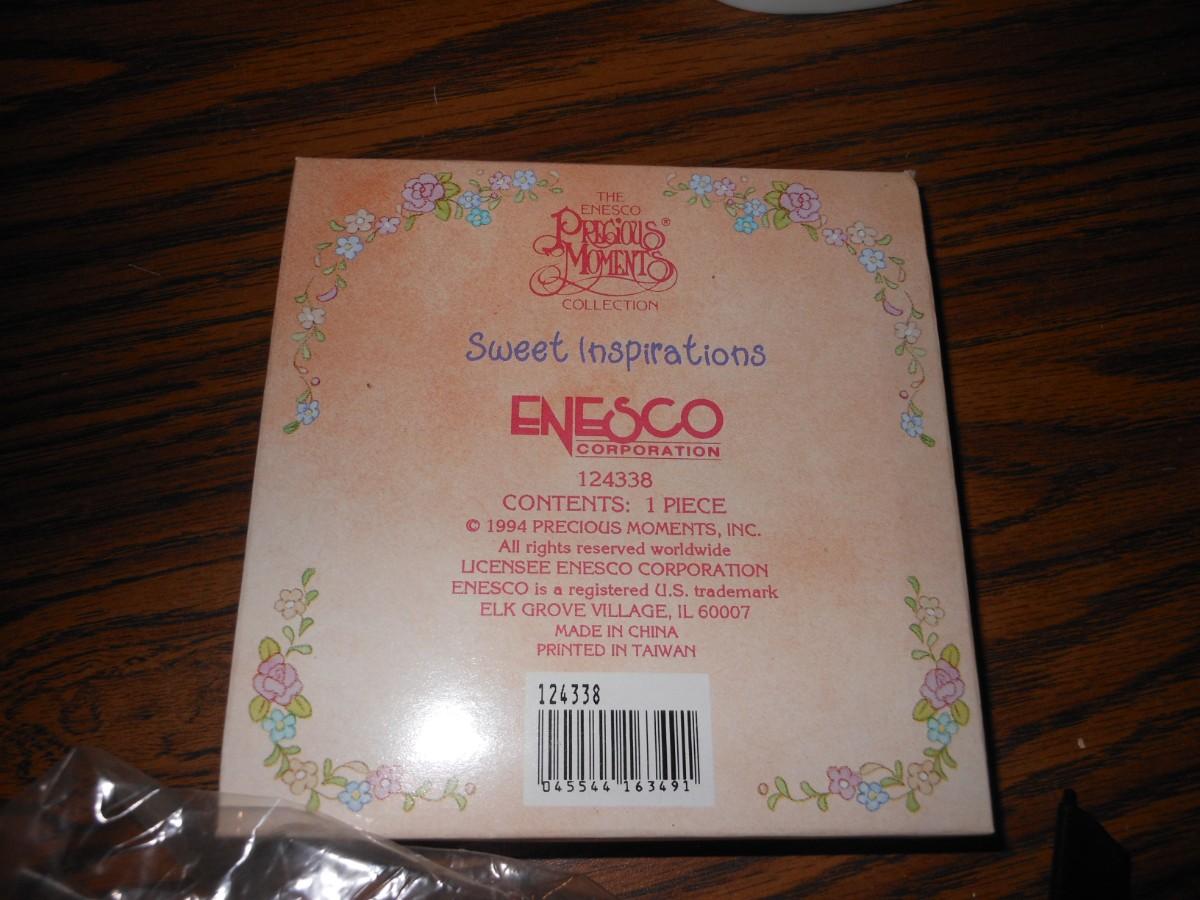 THE
ENESCO
PRECIOUS®
MOMENTS
COLLECTION
Sweet Inspirations
ENESCO
CORPORATION
124338
CONTENTS: 1 PIECE
© 1994 PRECIOUS MOMENTS, INC.
All rights reserved worldwide
LICENSEE ENESCO CORPORATION
ENESCO is a registered U.S. trademark
ELK GROVE VILLAGE, IL 60007
MADE IN CHINA
PRINTED IN TAIWAN
124338
045544 163491